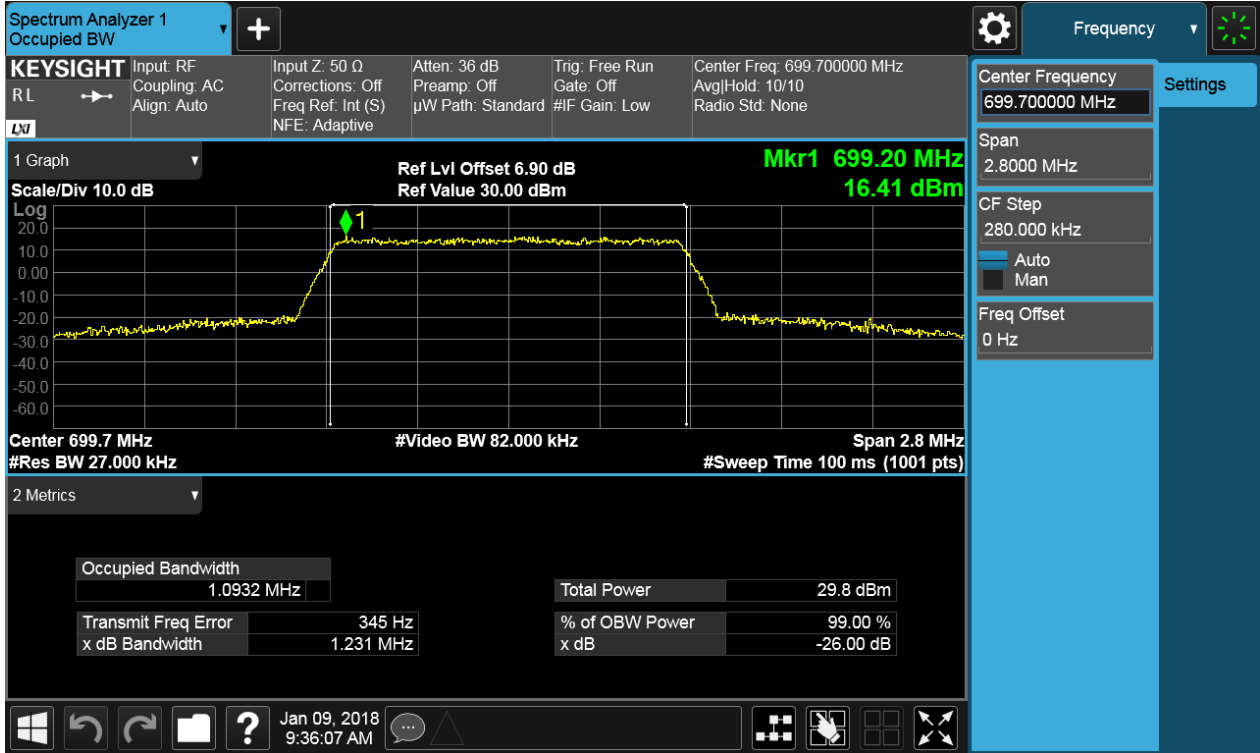 Spectrum Analyzer 1
Occupied BW
+
Frequency
KEYSIGHT
R L
LXI
Input: RF
Coupling: AC
Align: Auto
Input Z: 50 Ω
Corrections: Off
Freq Ref: Int (S)
NFE: Adaptive
Atten: 36 dB
Preamp: Off
µW Path: Standard
Trig: Free Run
Gate: Off
#IF Gain: Low
Center Freq: 699.700000 MHz
Avg|Hold: 10/10
Radio Std: None
Center Frequency
699.700000 MHz
Settings
Span
2.8000 MHz
CF Step
280.000 kHz
Auto
Man
Freq Offset
0 Hz
1 Graph
Scale/Div 10.0 dB
Ref Lvl Offset 6.90 dB
Ref Value 30.00 dBm
Mkr1 699.20 MHz
16.41 dBm
Log
1
20.0
10.0
0.00
-10.0
-20.0
-30.0
-40.0
-50.0
-60.0
Center 699.7 MHz
#Video BW 82.000 kHz
Span 2.8 MHz
#Res BW 27.000 kHz
#Sweep Time 100 ms (1001 pts)
2 Metrics
Occupied Bandwidth
1.0932 MHz
Total Power 29.8 dBm
Transmit Freq Error 345 Hz
% of OBW Power 99.00 %
x dB Bandwidth 1.231 MHz
x dB -26.00 dB
?
Jan 09, 2018
9:36:07 AM